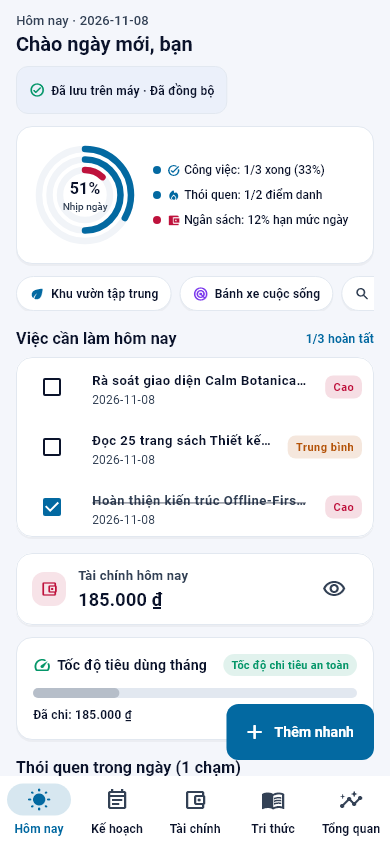 Hôm nay · 2026-11-08
Chào ngày mới, bạn
Đã lưu trên máy · Đã đồng bộ
51%
Nhịp ngày
Công việc: 1/3 xong (33%)
Thói quen: 1/2 điểm danh
Ngân sách: 12% hạn mức ngày
Khu vườn tập trung
Bánh xe cuộc sống
Việc cần làm hôm nay
1/3 hoàn tất
Rà soát giao diện Calm Botanica...
2026-11-08
Cao
Đọc 25 trang sách Thiết kế...
2026-11-08
Trung bình
Hoàn thiện kiến trúc Offline-Firs...
2026-11-08
Cao
Tài chính hôm nay
185.000 ₫
Tốc độ tiêu dùng tháng
Tốc độ chi tiêu an toàn
Đã chi: 185.000 ₫
Thêm nhanh
Thói quen trong ngày (1 chạm)
Hôm nay
Kế hoạch
Tài chính
Tri thức
Tổng quan